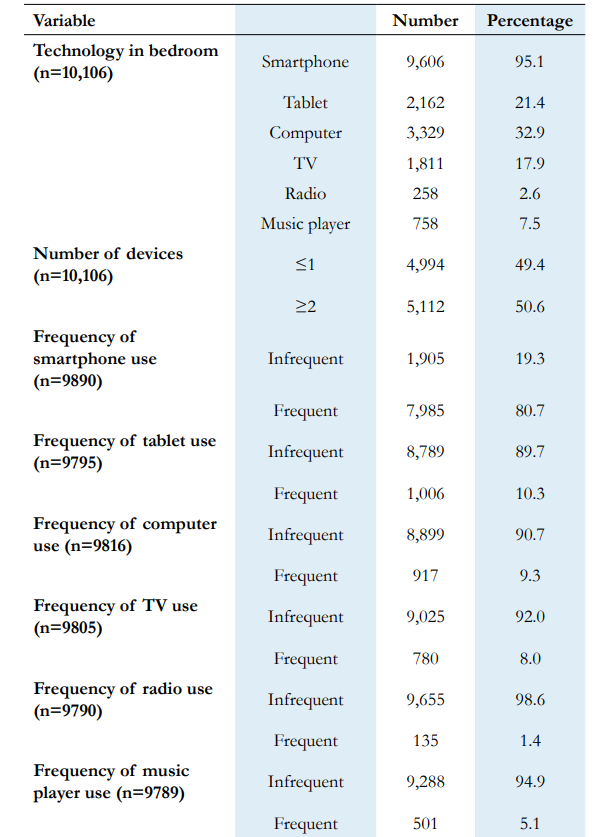 Variable Number Percentage
Technology in bedroom
(n=10,106)
Smartphone 9,606 95.1
Tablet 2,162 21.4
Computer 3,329 32.9
TV 1,811 17.9
Radio 258 2.6
Music player 758 7.5
Number of devices
(n=10,106)
≤1 4,994 49.4
≥2 5,112 50.6
Frequency of
smartphone use
(n=9890)
Infrequent 1,905 19.3
Frequent 7,985 80.7
Frequency of tablet use
(n=9795)
Infrequent 8,789 89.7
Frequent 1,006 10.3
Frequency of computer
use (n=9816)
Infrequent 8,899 90.7
Frequent 917 9.3
Frequency of TV use
(n=9805)
Infrequent 9,025 92.0
Frequent 780 8.0
Frequency of radio use
(n=9790)
Infrequent 9,655 98.6
Frequent 135 1.4
Frequency of music
player use (n=9789)
Infrequent 9,288 94.9
Frequent 501 5.1